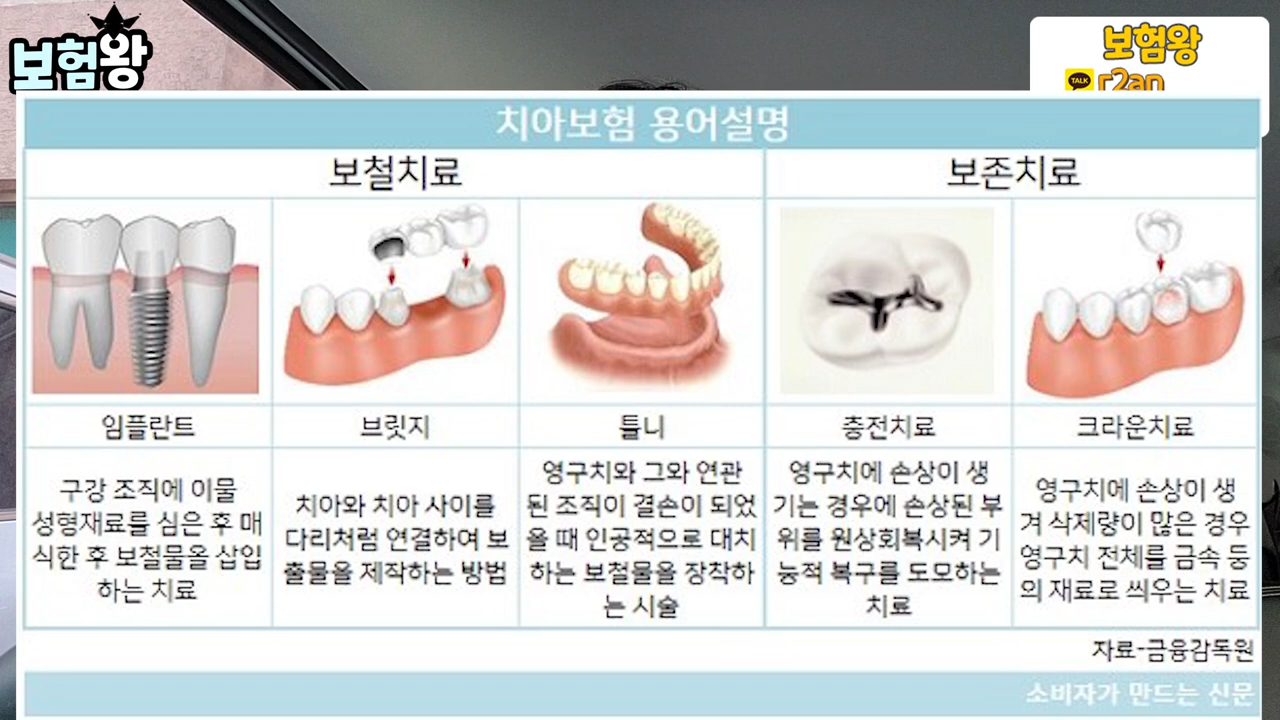 보험왕
보험왕
TALK r2an
치아보험 용어설명
보철치료
보존치료
임플란트
브릿지
틀니
충전치료
크라운치료
구강 조직에 이물
성형재료를 심은 후 매
식한 후 보철물올 삽입
하는 치료
치아와 치아 사이를
다리처럼 연결하여 보
출물을 제작하는 방법
영구치와 그와 연관
된 조직이 결손이 되었
을 때 인공적으로 대치
하는 보철물을 장착하
는 시술
영구치에 손상이 생
기는 경우에 손상된 부
위를 원상회복시켜 기
능적 복구를 도모하는
치료
영구치에 손상이 생
겨 삭제량이 많은 경우
영구치 전체를 금속 등
의 재료로 씌우는 치료
자료-금융감독원
소비자가 만드는 신문